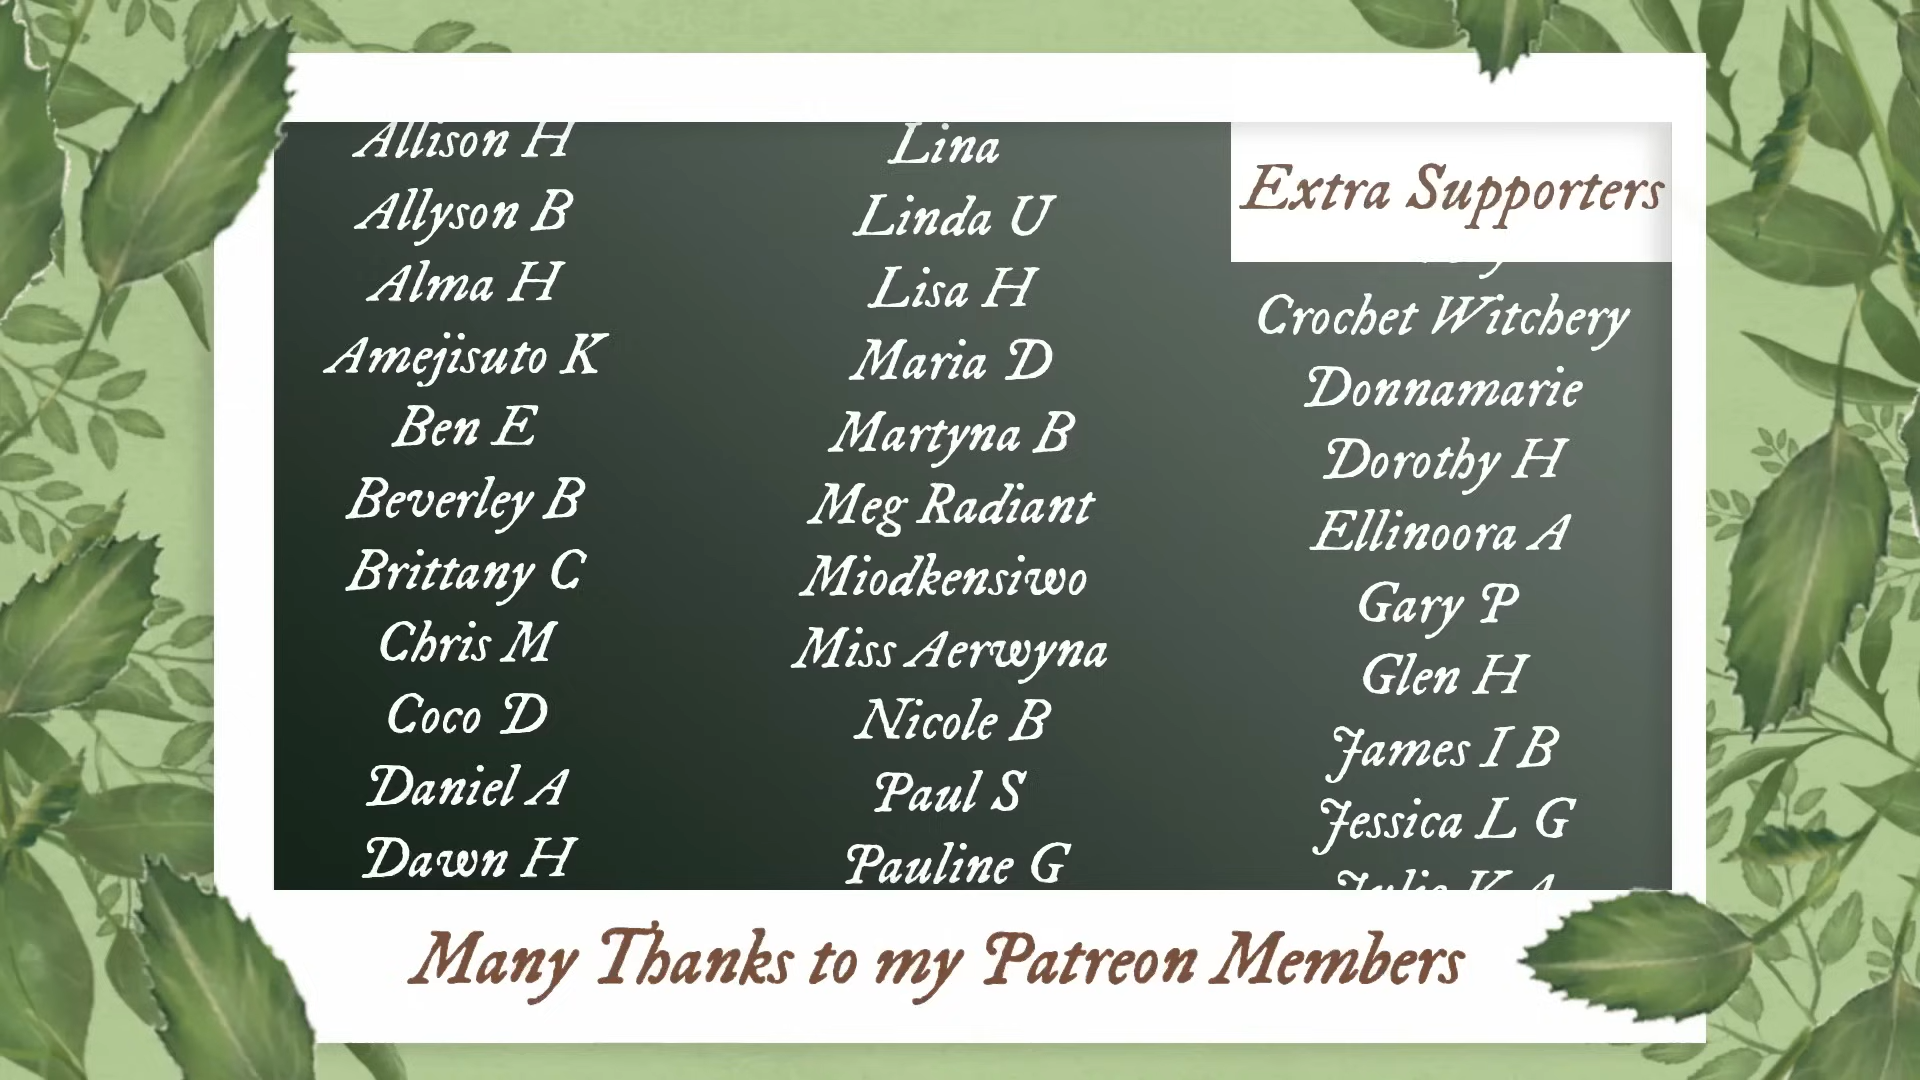 Allison H
Allyson B
Alma H
Amejisuto K
Ben E
Beverley B
Brittany C
Chris M
Coco D
Daniel A
Dawn H
Lina
Linda U
Lisa H
Maria D
Martyna B
Meg Radiant
Miodkensiwo
Miss Aerwyna
Nicole B
Paul S
Pauline G
Extra Supporters
Crochet Witchery
Donnamarie
Dorothy H
Ellinoora A
Gary P
Glen H
James I B
Jessica L G
Many Thanks to my Patreon Members